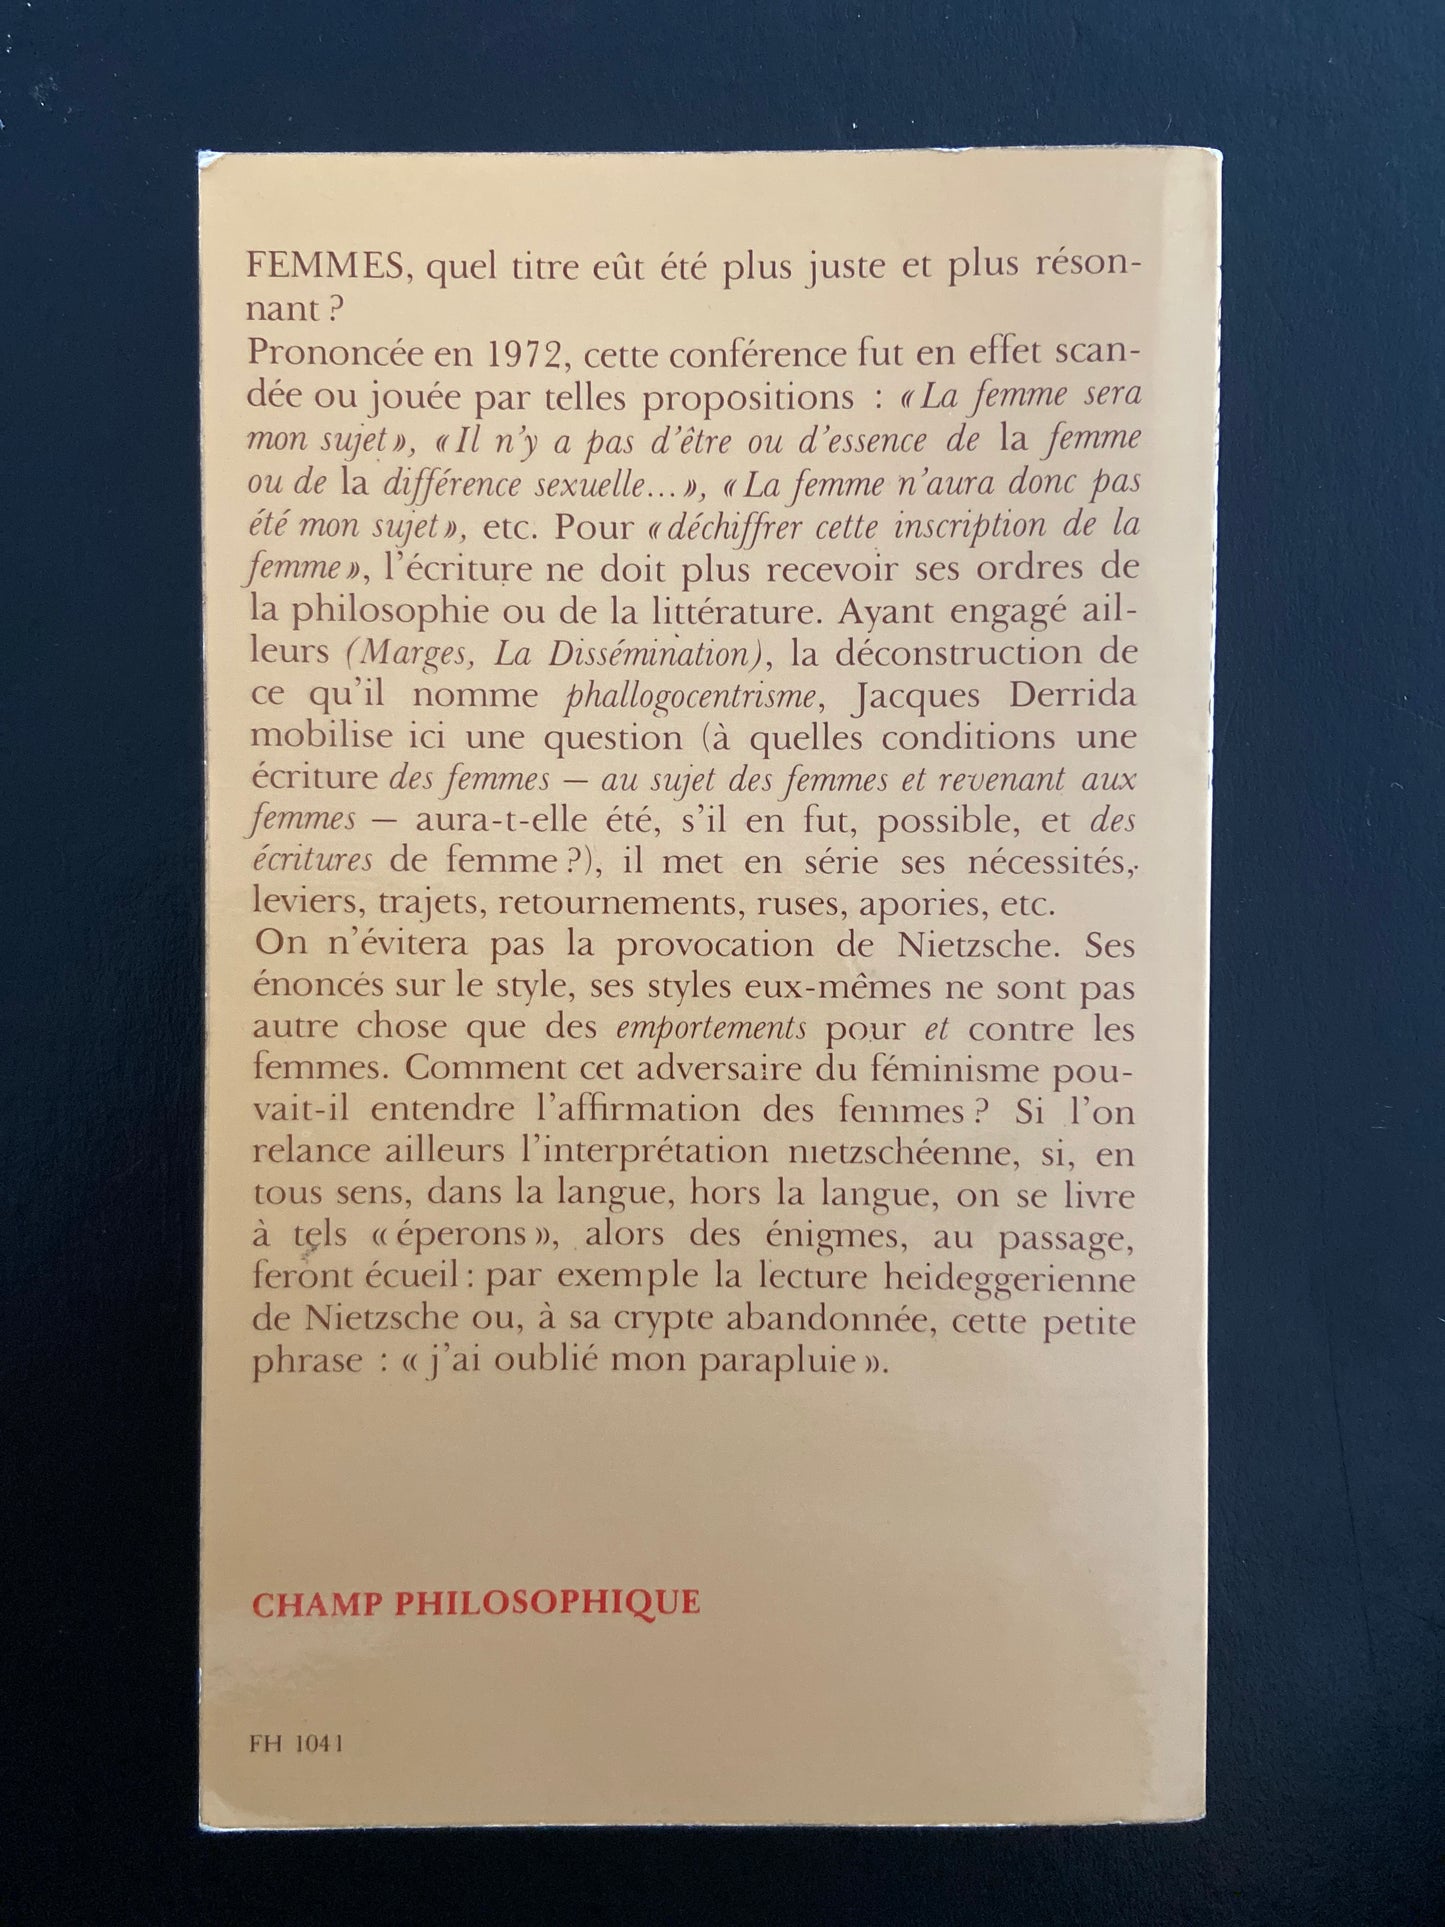 FEMMES, quel titre eût été plus juste et plus réson-
nant ?
Prononcée en 1972, cette conférence fut en effet scan-
dée ou jouée par telles propositions : « La femme sera
mon sujet », « Il n'y a pas d'être ou d'essence de la femme
ou de la différence sexuelle... », « La femme n'aura donc pas
été mon sujet », etc. Pour « déchiffrer cette inscription de la
femme », l'écriture ne doit plus recevoir ses ordres de
la philosophie ou de la littérature. Ayant engagé ail-
leurs (Marges, La Dissémination), la déconstruction de
ce qu'il nomme phallogocentrisme, Jacques Derrida
mobilise ici une question (à quelles conditions une
écriture des femmes — au sujet des femmes et revenant aux
femmes — aura-t-elle été, s'il en fut, possible, et des
écritures de femme ?), il met en série ses nécessités,
leviers, trajets, retournements, ruses, apories, etc.
On n'évitera pas la provocation de Nietzsche. Ses
énoncés sur le style, ses styles eux-mêmes ne sont pas
autre chose que des emportements pour et contre les
femmes. Comment cet adversaire du féminisme pou-
vait-il entendre l'affirmation des femmes ? Si l'on
relance ailleurs l'interprétation nietzschéenne, si, en
tous sens, dans la langue, hors la langue, on se livre
à tels « éperons », alors des énigmes, au passage,
feront écueil : par exemple la lecture heideggerienne
de Nietzsche ou, à sa crypte abandonnée, cette petite
phrase : « j'ai oublié mon parapluie ».
CHAMP PHILOSOPHIQUE
FH 1041